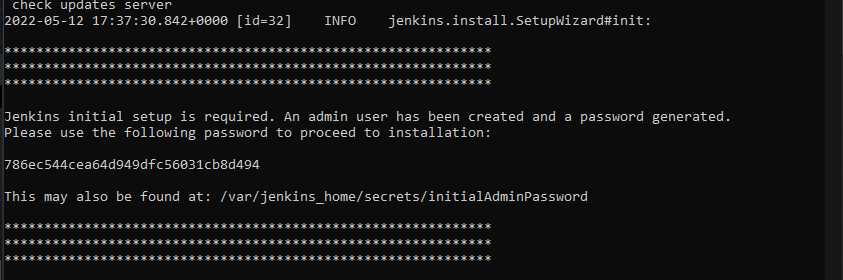 check updates server
2022-05-12 17:37:30.842+0000 [id=32] INFO jenkins.install.SetupWizard#init:
*************************************************************
*************************************************************
*************************************************************
Jenkins initial setup is required. An admin user has been created and a password generated.
Please use the following password to proceed to installation:
786ec544cea64d949dfc56031cb8d494
This may also be found at: /var/jenkins_home/secrets/initialAdminPassword
*************************************************************
*************************************************************
*************************************************************